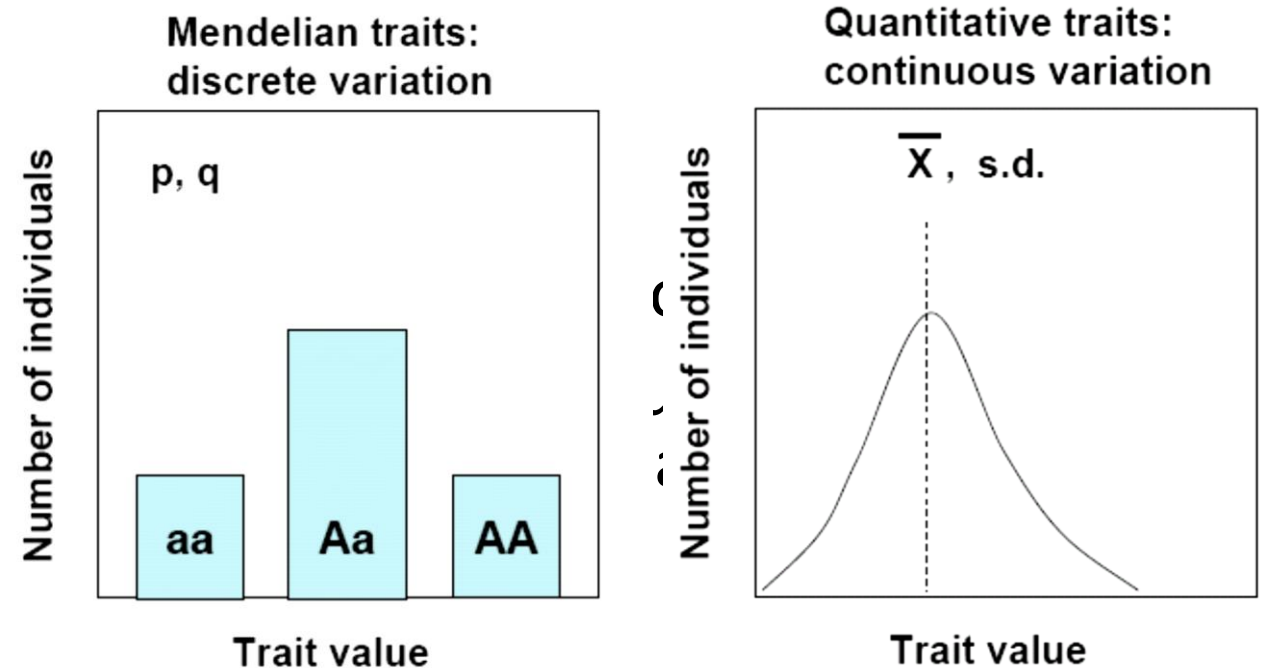 Mendelian traits:
discrete variation
p, q
Number of individuals
aa
Aa
AA
Trait value
Quantitative traits:
continuous variation
X̅ , s.d.
Number of individuals
Trait value